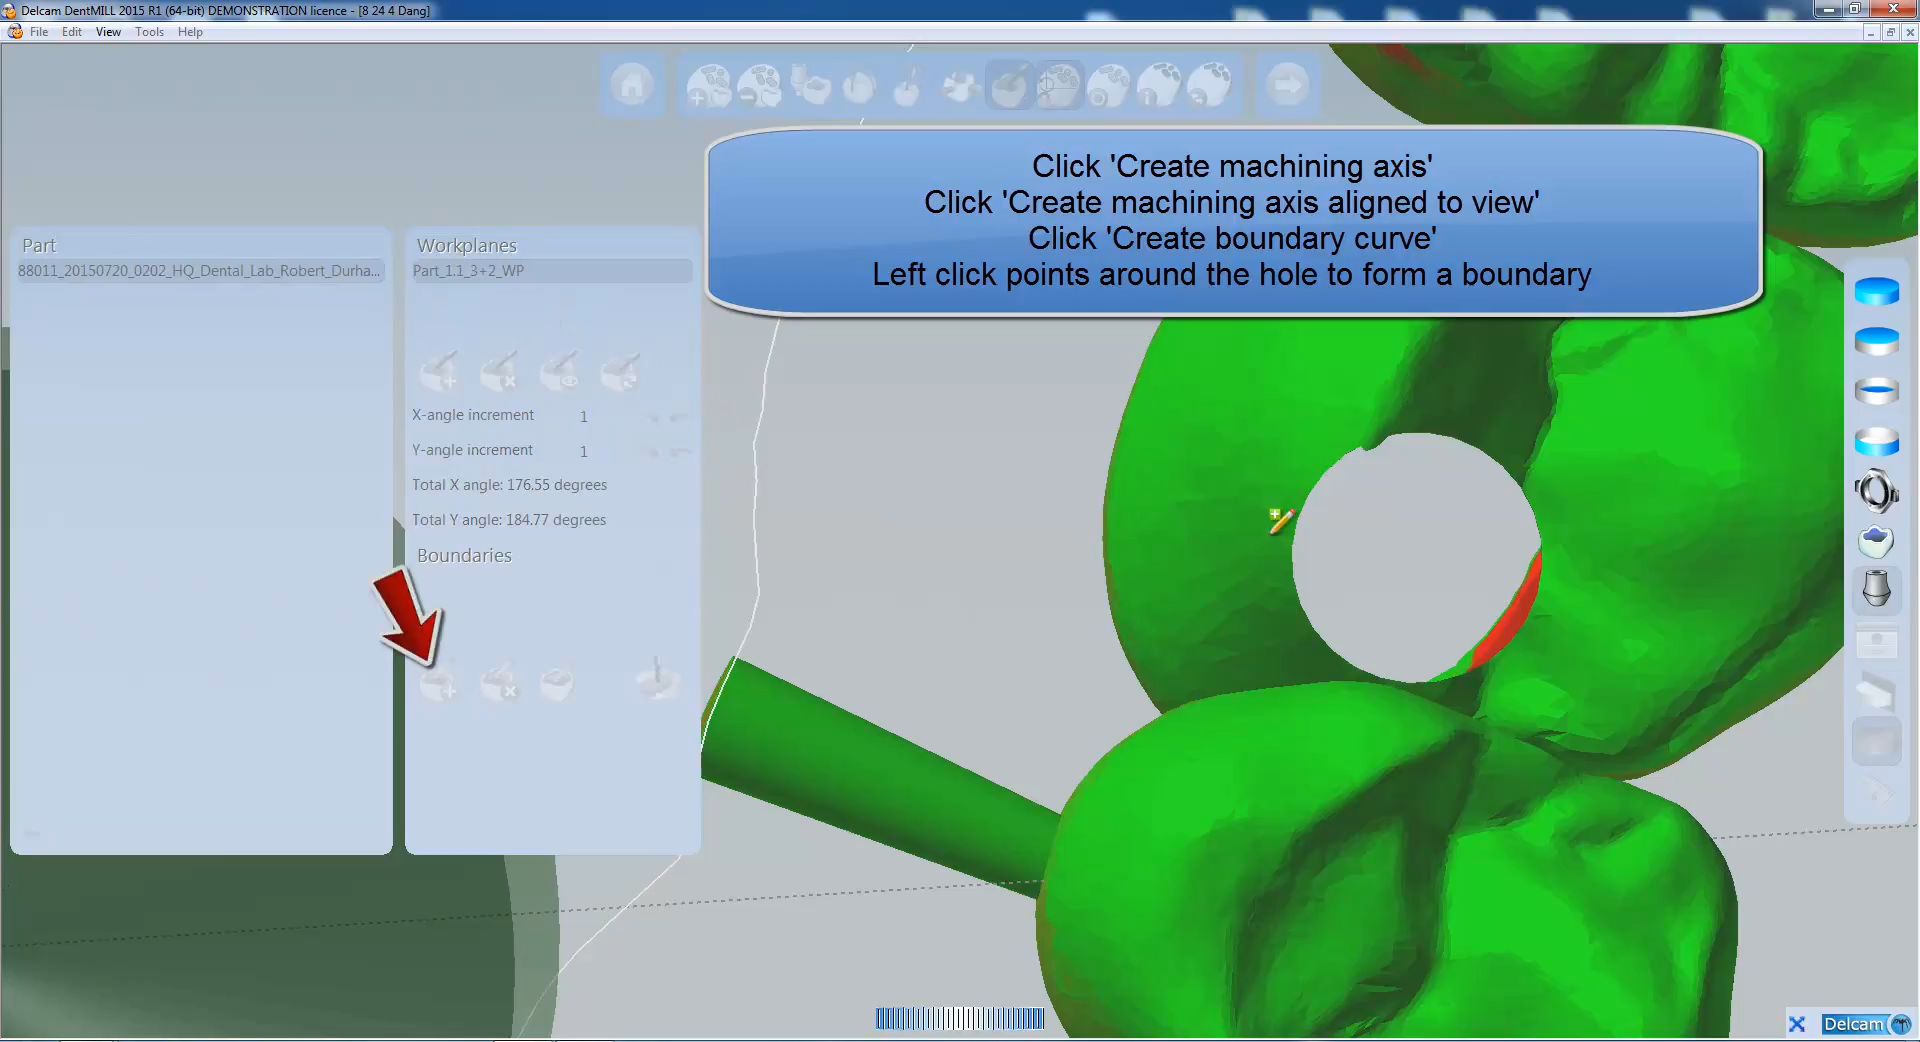 Delcam DentMILL 2015 R1 (64-bit) DEMONSTRATION licence - [8 24 4 Dang]
File Edit View Tools Help
Click 'Create machining axis'
Click 'Create machining axis aligned to view'
Click 'Create boundary curve'
Left click points around the hole to form a boundary
Part
88011_20150720_0202_HQ_Dental_Lab_Robert_Durha...
Workplanes
Part_1.1_3+2_WP
X-angle increment 1
Y-angle increment 1
Total X angle: 176.55 degrees
Total Y angle: 184.77 degrees
Boundaries
Delcam